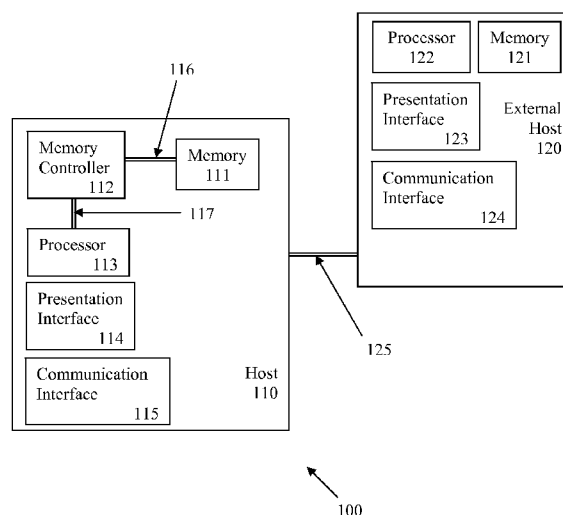 116
Memory
Controller
112
Memory
111
117
Processor
113
Presentation
Interface
114
Communication
Interface
115
Host
110
125
Processor
122
Memory
121
Presentation
Interface
123
External
Host
120
Communication
Interface
124
100